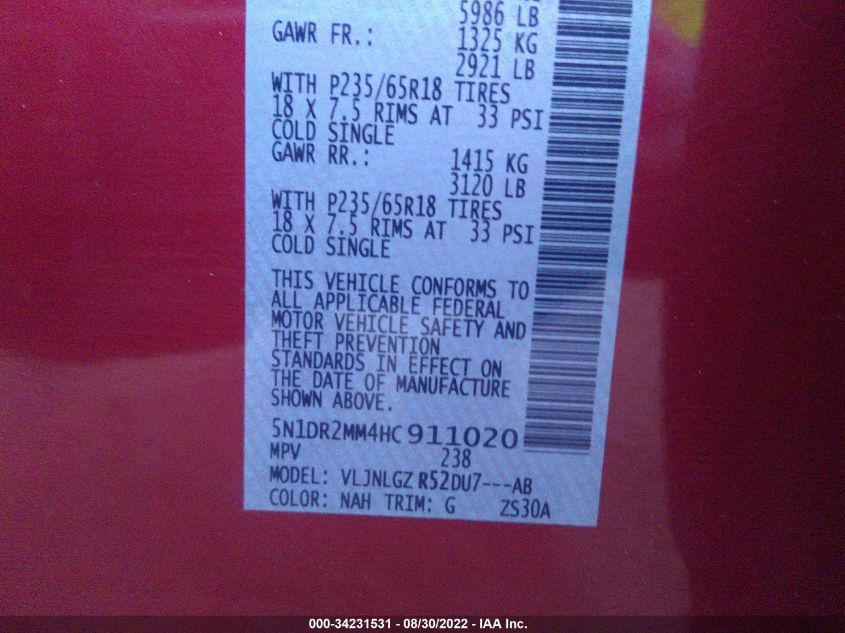 5986 LB
GAWR FR.: 1325 KG
2921 LB
WITH P235/65R18 TIRES
18 X 7.5 RIMS AT 33 PSI
COLD SINGLE
GAWR RR.: 1415 KG
3120 LB
WITH P235/65R18 TIRES
18 X 7.5 RIMS AT 33 PSI
COLD SINGLE
THIS VEHICLE CONFORMS TO
ALL APPLICABLE FEDERAL
MOTOR VEHICLE SAFETY AND
THEFT PREVENTION
STANDARDS IN EFFECT ON
THE DATE OF MANUFACTURE
SHOWN ABOVE.
5N1DR2MM4HC911020
MPV 238
MODEL: VLJNLGZ R52DU7---AB
COLOR: NAH TRIM: G ZS30A
000-34231531 - 08/30/2022 - IAA Inc.